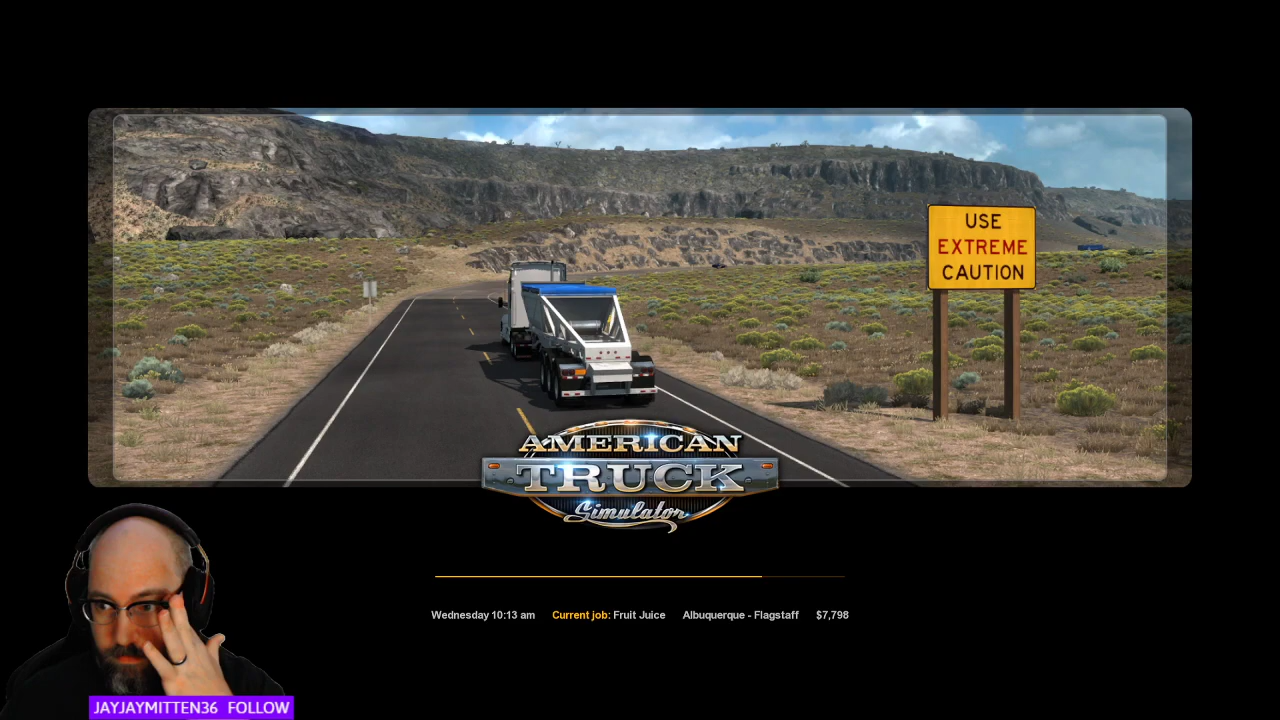 USE
EXTREME
CAUTION
AMERICAN
TRUCK
Simulator
Wednesday 10:13 am Current job: Fruit Juice Albuquerque - Flagstaff $7,798
JAYJAYMITTEN36 FOLLOW